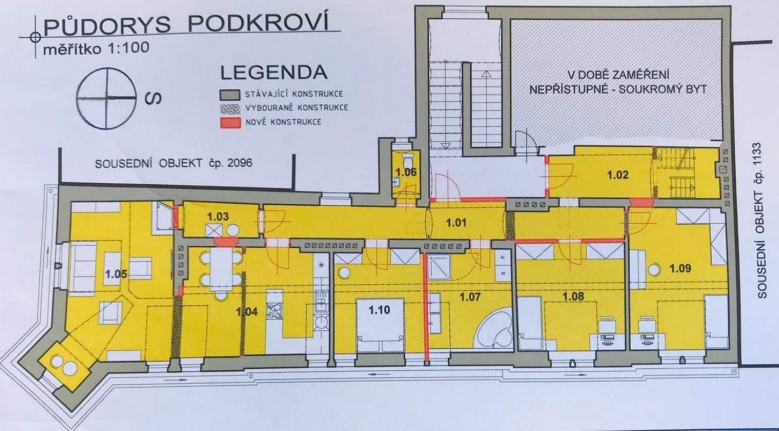 PŮDORYS PODKROVÍ
měřítko 1:100
S
LEGENDA
STÁVAJÍCÍ KONSTRUKCE
VYBOURANÉ KONSTRUKCE
NOVÉ KONSTRUKCE
V DOBĚ ZAMĚŘENÍ
NEPŘÍSTUPNÉ - SOUKROMÝ BYT
SOUSEDNÍ OBJEKT čp. 2096
SOUSEDNÍ OBJEKT čp. 1133
1.06
1.02
1.03
1.01
1.05
1.09
1.04
1.10
1.07
1.08